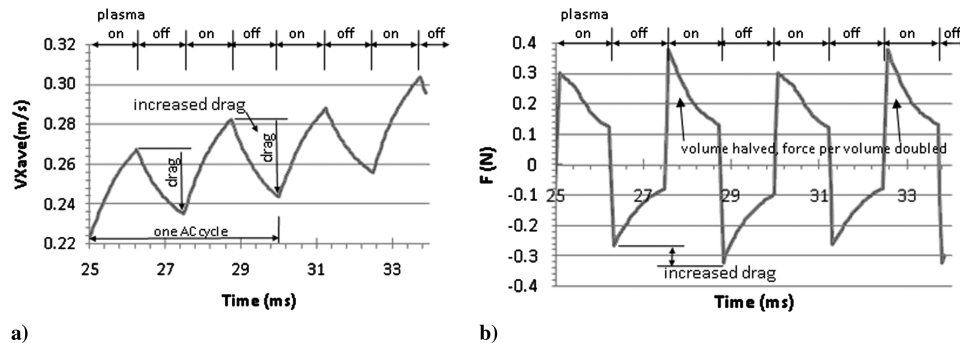 plasma
on off on off on off on off
0.32
0.30
0.28
0.26
0.24
0.22
VXave(m/s)
increased drag
drag
drag
one AC cycle
25 27 29 31 33
Time (ms)
a)
plasma
on off on off on off on off
0.4
0.3
0.2
0.1
0
-0.1
-0.2
-0.3
-0.4
F (N)
volume halved, force per volume doubled
25 27 29 31 33
increased drag
Time (ms)
b)